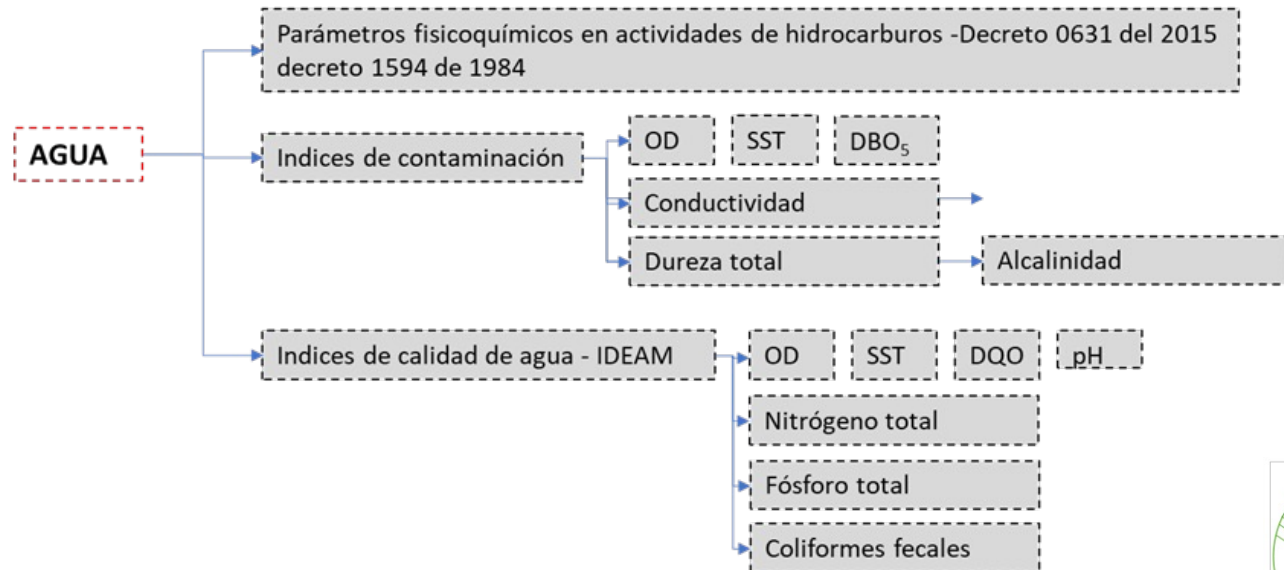 Parámetros fisicoquímicos en actividades de hidrocarburos -Decreto 0631 del 2015
decreto 1594 de 1984
AGUA
Indices de contaminación
OD
SST
DBO₅
Conductividad
Dureza total
Alcalinidad
Indices de calidad de agua - IDEAM
OD
SST
DQO
pH
Nitrógeno total
Fósforo total
Coliformes fecales